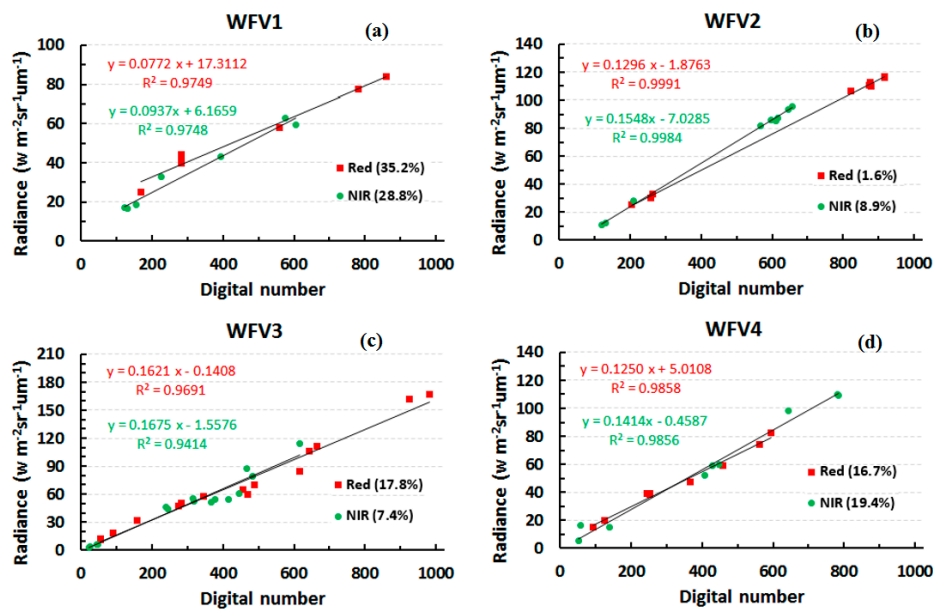 WFV1
(a)
y = 0.0772 x + 17.3112
R² = 0.9749
y = 0.0937x + 6.1659
R² = 0.9748
Red (35.2%)
NIR (28.8%)
Radiance (w m⁻²sr⁻¹um⁻¹)
100
80
60
40
20
0
0 200 400 600 800 1000
Digital number
WFV2
(b)
y = 0.1296 x - 1.8763
R² = 0.9991
y = 0.1548x - 7.0285
R² = 0.9984
Red (1.6%)
NIR (8.9%)
Radiance (w m⁻²sr⁻¹um⁻¹)
140
120
100
80
60
40
20
0
0 200 400 600 800 1000
Digital number
WFV3
(c)
y = 0.1621 x - 0.1408
R² = 0.9691
y = 0.1675x - 1.5576
R² = 0.9414
Red (17.8%)
NIR (7.4%)
Radiance (w m⁻²sr⁻¹um⁻¹)
210
180
150
120
90
60
30
0
0 200 400 600 800 1000
Digital number
WFV4
(d)
y = 0.1250 x + 5.0108
R² = 0.9858
y = 0.1414x - 0.4587
R² = 0.9856
Red (16.7%)
NIR (19.4%)
Radiance (w m⁻²sr⁻¹um⁻¹)
140
120
100
80
60
40
20
0
0 200 400 600 800 1000
Digital number